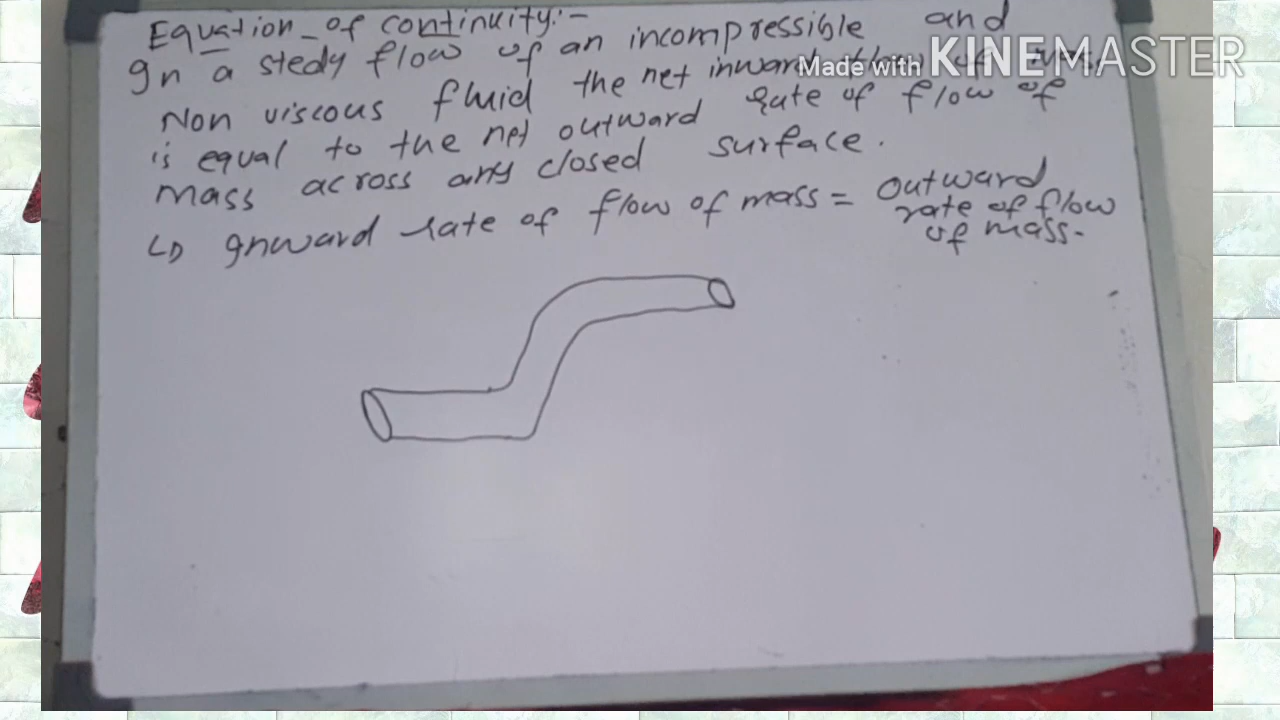 Equation of continuity:-
In a stedy flow of an incompressible and
Non viscous fluid the net inward
is equal to the net outward rate of flow of
mass across any closed surface.
↳ Inward rate of flow of mass = outward
rate of flow
of mass-
Made with KINEMASTER